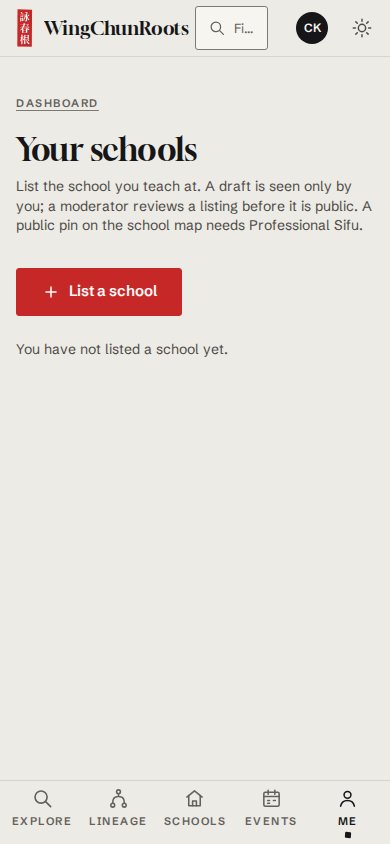 詠春根
WingChunRoots
Fi...
CK
DASHBOARD
Your schools
List the school you teach at. A draft is seen only by
you; a moderator reviews a listing before it is public. A
public pin on the school map needs Professional Sifu.
+ List a school
You have not listed a school yet.
EXPLORE
LINEAGE
SCHOOLS
EVENTS
ME